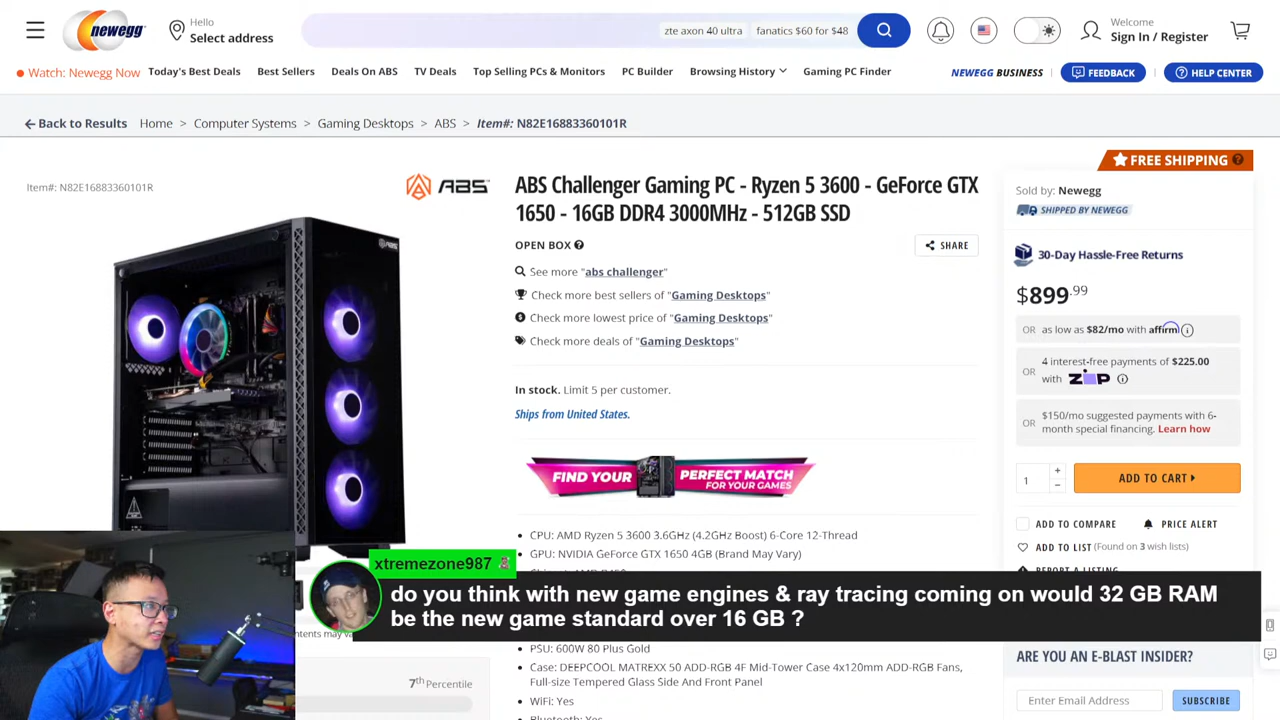 newegg
Hello
Select address
zte axon 40 ultra
fanatics $60 for $48
Welcome
Sign In / Register
Watch: Newegg Now
Today's Best Deals
Best Sellers
Deals On ABS
TV Deals
Top Selling PCs & Monitors
PC Builder
Browsing History
Gaming PC Finder
NEWEGG BUSINESS
FEEDBACK
HELP CENTER
Back to Results
Home > Computer Systems > Gaming Desktops > ABS > Item#: N82E16883360101R
FREE SHIPPING
Item#: N82E16883360101R
ABS
ABS Challenger Gaming PC - Ryzen 5 3600 - GeForce GTX
1650 - 16GB DDR4 3000MHz - 512GB SSD
OPEN BOX
SHARE
See more "abs challenger"
Check more best sellers of "Gaming Desktops"
Check more lowest price of "Gaming Desktops"
Check more deals of "Gaming Desktops"
In stock. Limit 5 per customer.
Ships from United States.
FIND YOUR PERFECT MATCH
FOR YOUR GAMES
CPU: AMD Ryzen 5 3600 3.6GHz (4.2GHz Boost) 6-Core 12-Thread
GPU: NVIDIA GeForce GTX 1650 4GB (Brand May Vary)
Sold by: Newegg
SHIPPED BY NEWEGG
30-Day Hassle-Free Returns
$899.99
OR as low as $82/mo with affirm
OR 4 interest-free payments of $225.00
with ZIP
OR $150/mo suggested payments with 6-
month special financing. Learn how
1
ADD TO CART
ADD TO COMPARE
PRICE ALERT
ADD TO LIST (Found on 3 wish lists)
REPORT A LISTING
xtremezone987
do you think with new game engines & ray tracing coming on would 32 GB RAM
be the new game standard over 16 GB ?
PSU: 600W 80 Plus Gold
Case: DEEPCOOL MATREXX 50 ADD-RGB 4F Mid-Tower Case 4x120mm ADD-RGB Fans,
Full-size Tempered Glass Side And Front Panel
WiFi: Yes
Bluetooth: Yes
7th Percentile
ARE YOU AN E-BLAST INSIDER?
Enter Email Address
SUBSCRIBE